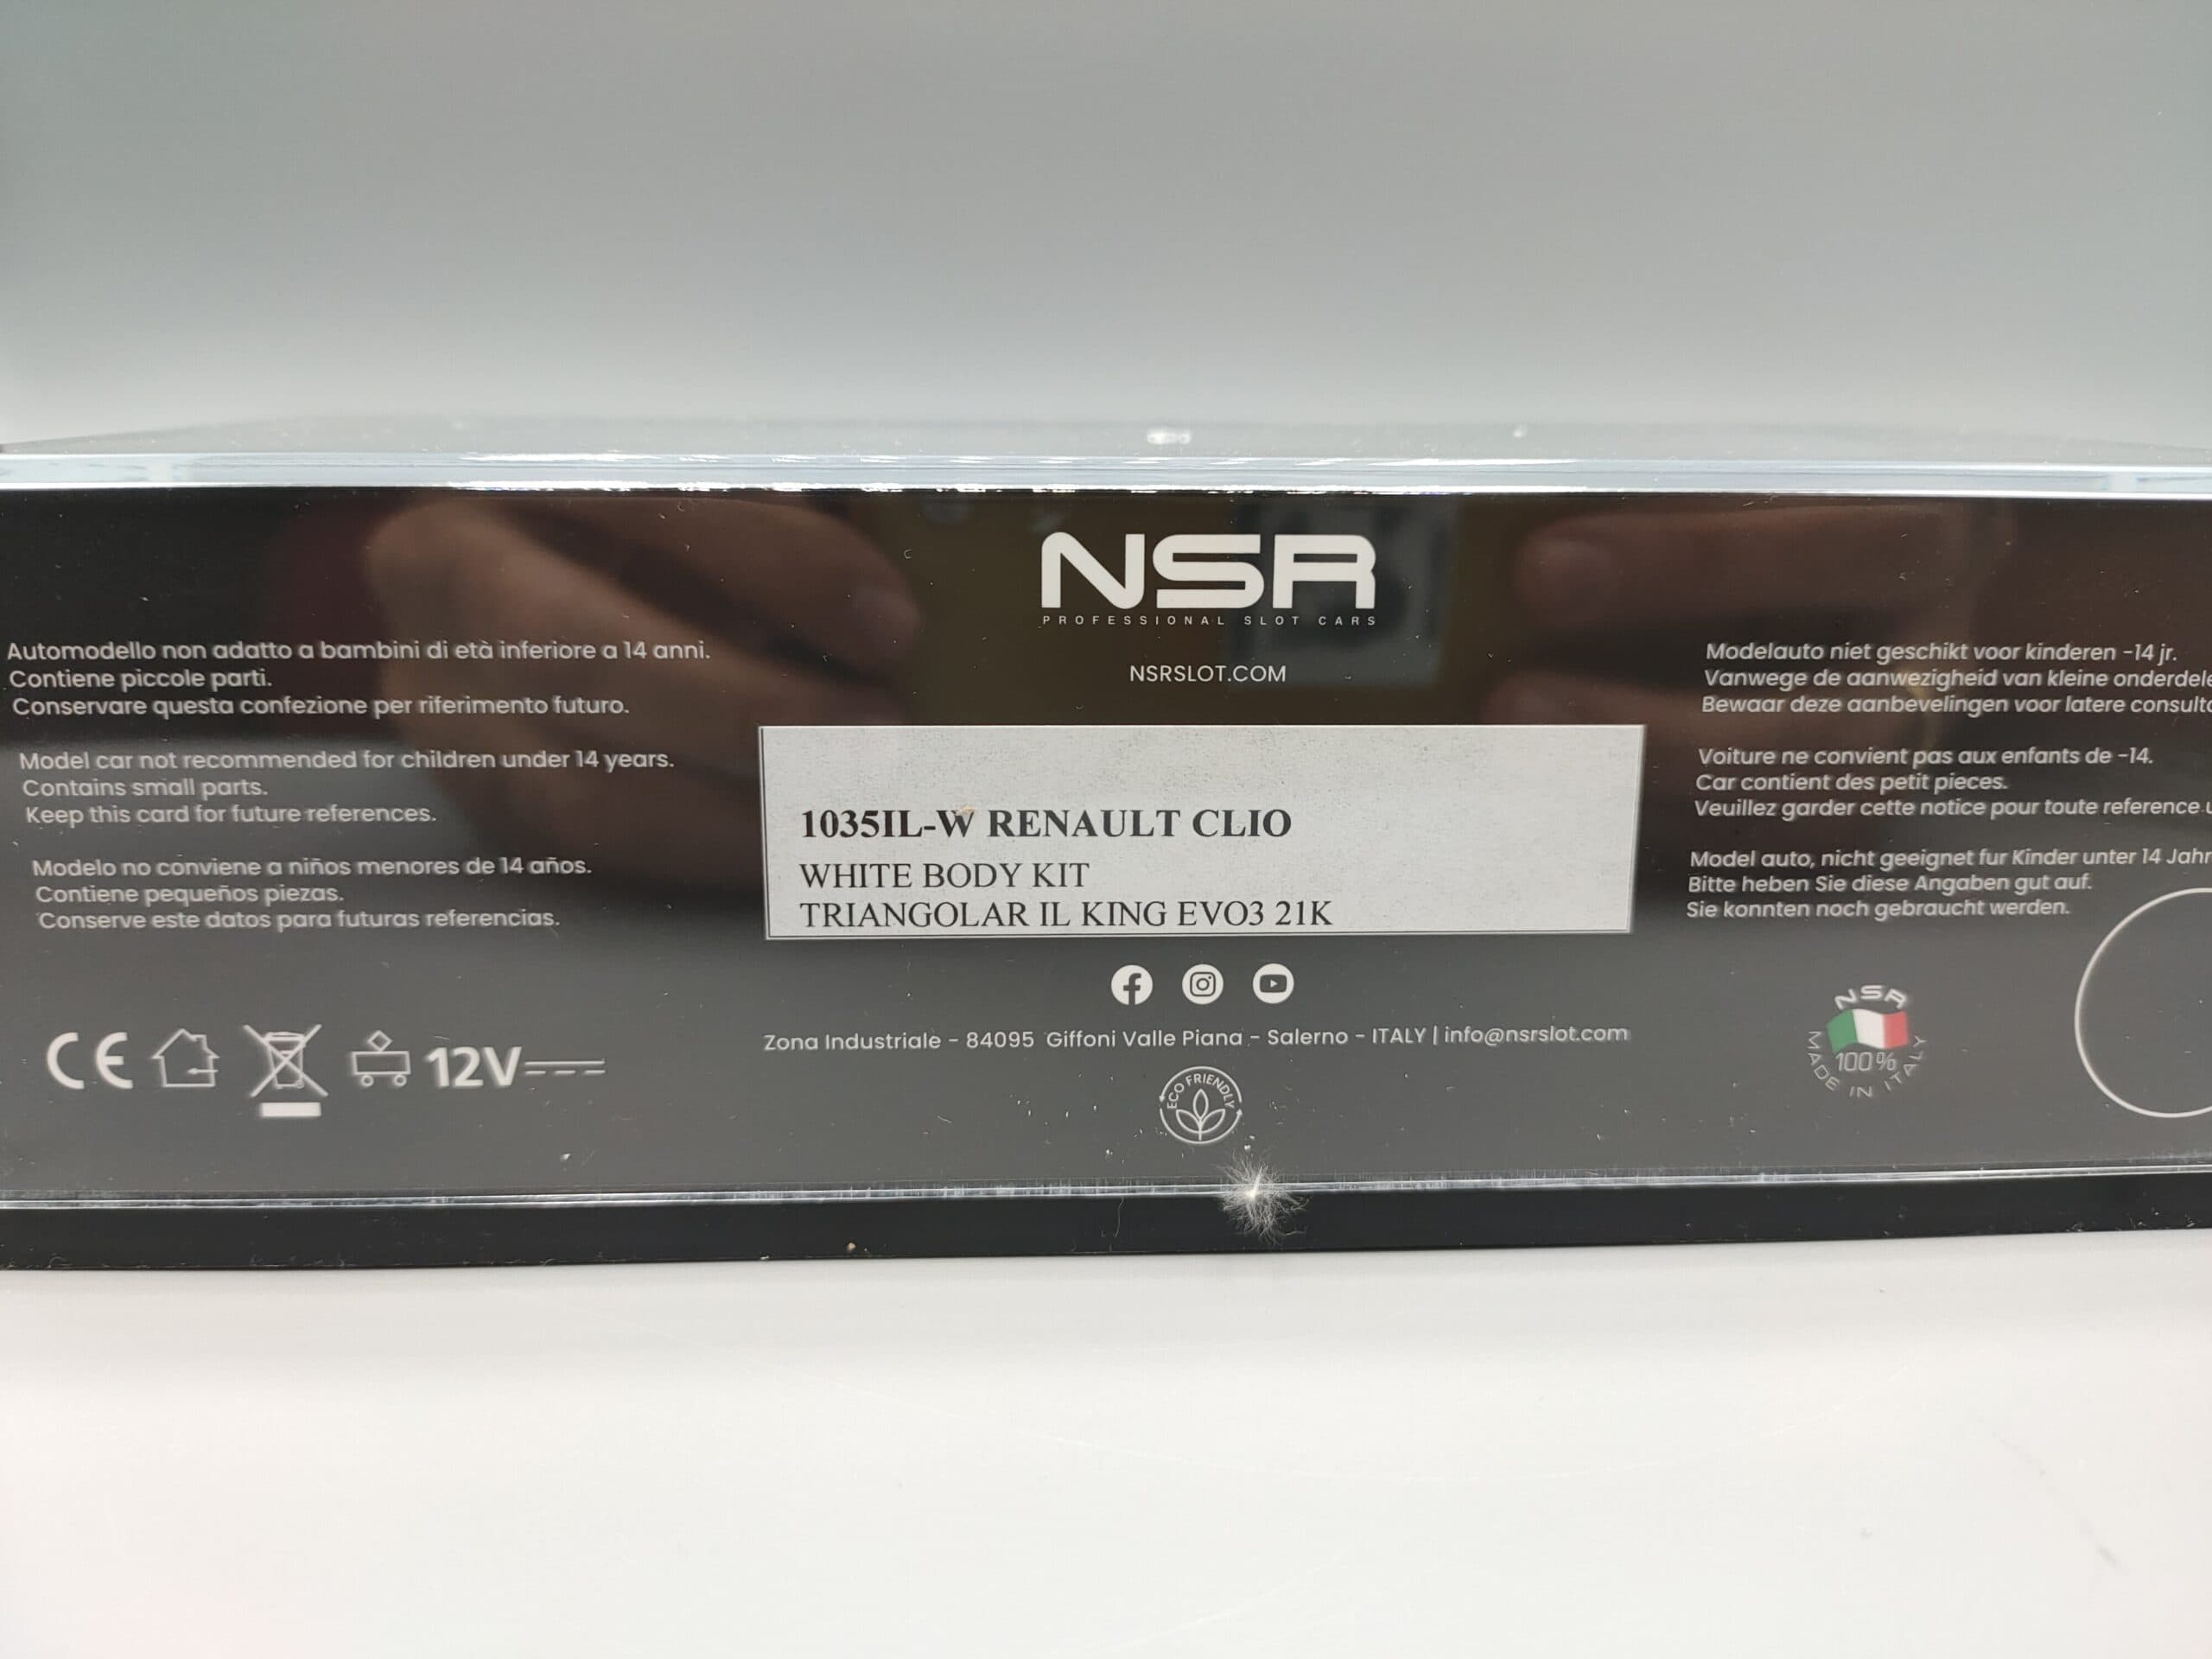 NSR
PROFESSIONAL SLOT CARS
NSRSLOT.COM
Automodello non adatto a bambini di età inferiore a 14 anni.
Contiene piccole parti.
Conservare questa confezione per riferimento futuro.
Model car not recommended for children under 14 years.
Contains small parts.
Keep this card for future references.
Modelo no conviene a niños menores de 14 años.
Contiene pequeños piezas.
Conserve este datos para futuras referencias.
CE 12V
1035IL-W RENAULT CLIO
WHITE BODY KIT
TRIANGOLAR IL KING EVO3 21K
Zona Industriale - 84095 Giffoni Valle Piana - Salerno - ITALY | info@nsrslot.com
ECO FRIENDLY
Modelauto niet geschikt voor kinderen -14 jr.
Vanwege de aanwezigheid van kleine
Bewaar deze aanbevelingen voor latere
Voiture ne convient pas aux enfants de -14.
Car contient des petit pieces.
Veuillez garder cette notice pour toute reference
Model auto, nicht geeignet fur Kinder unter 14
Bitte heben Sie diese Angaben gut auf.
Sie konnten noch gebraucht werden.
NSR
100%
MADE IN ITALY